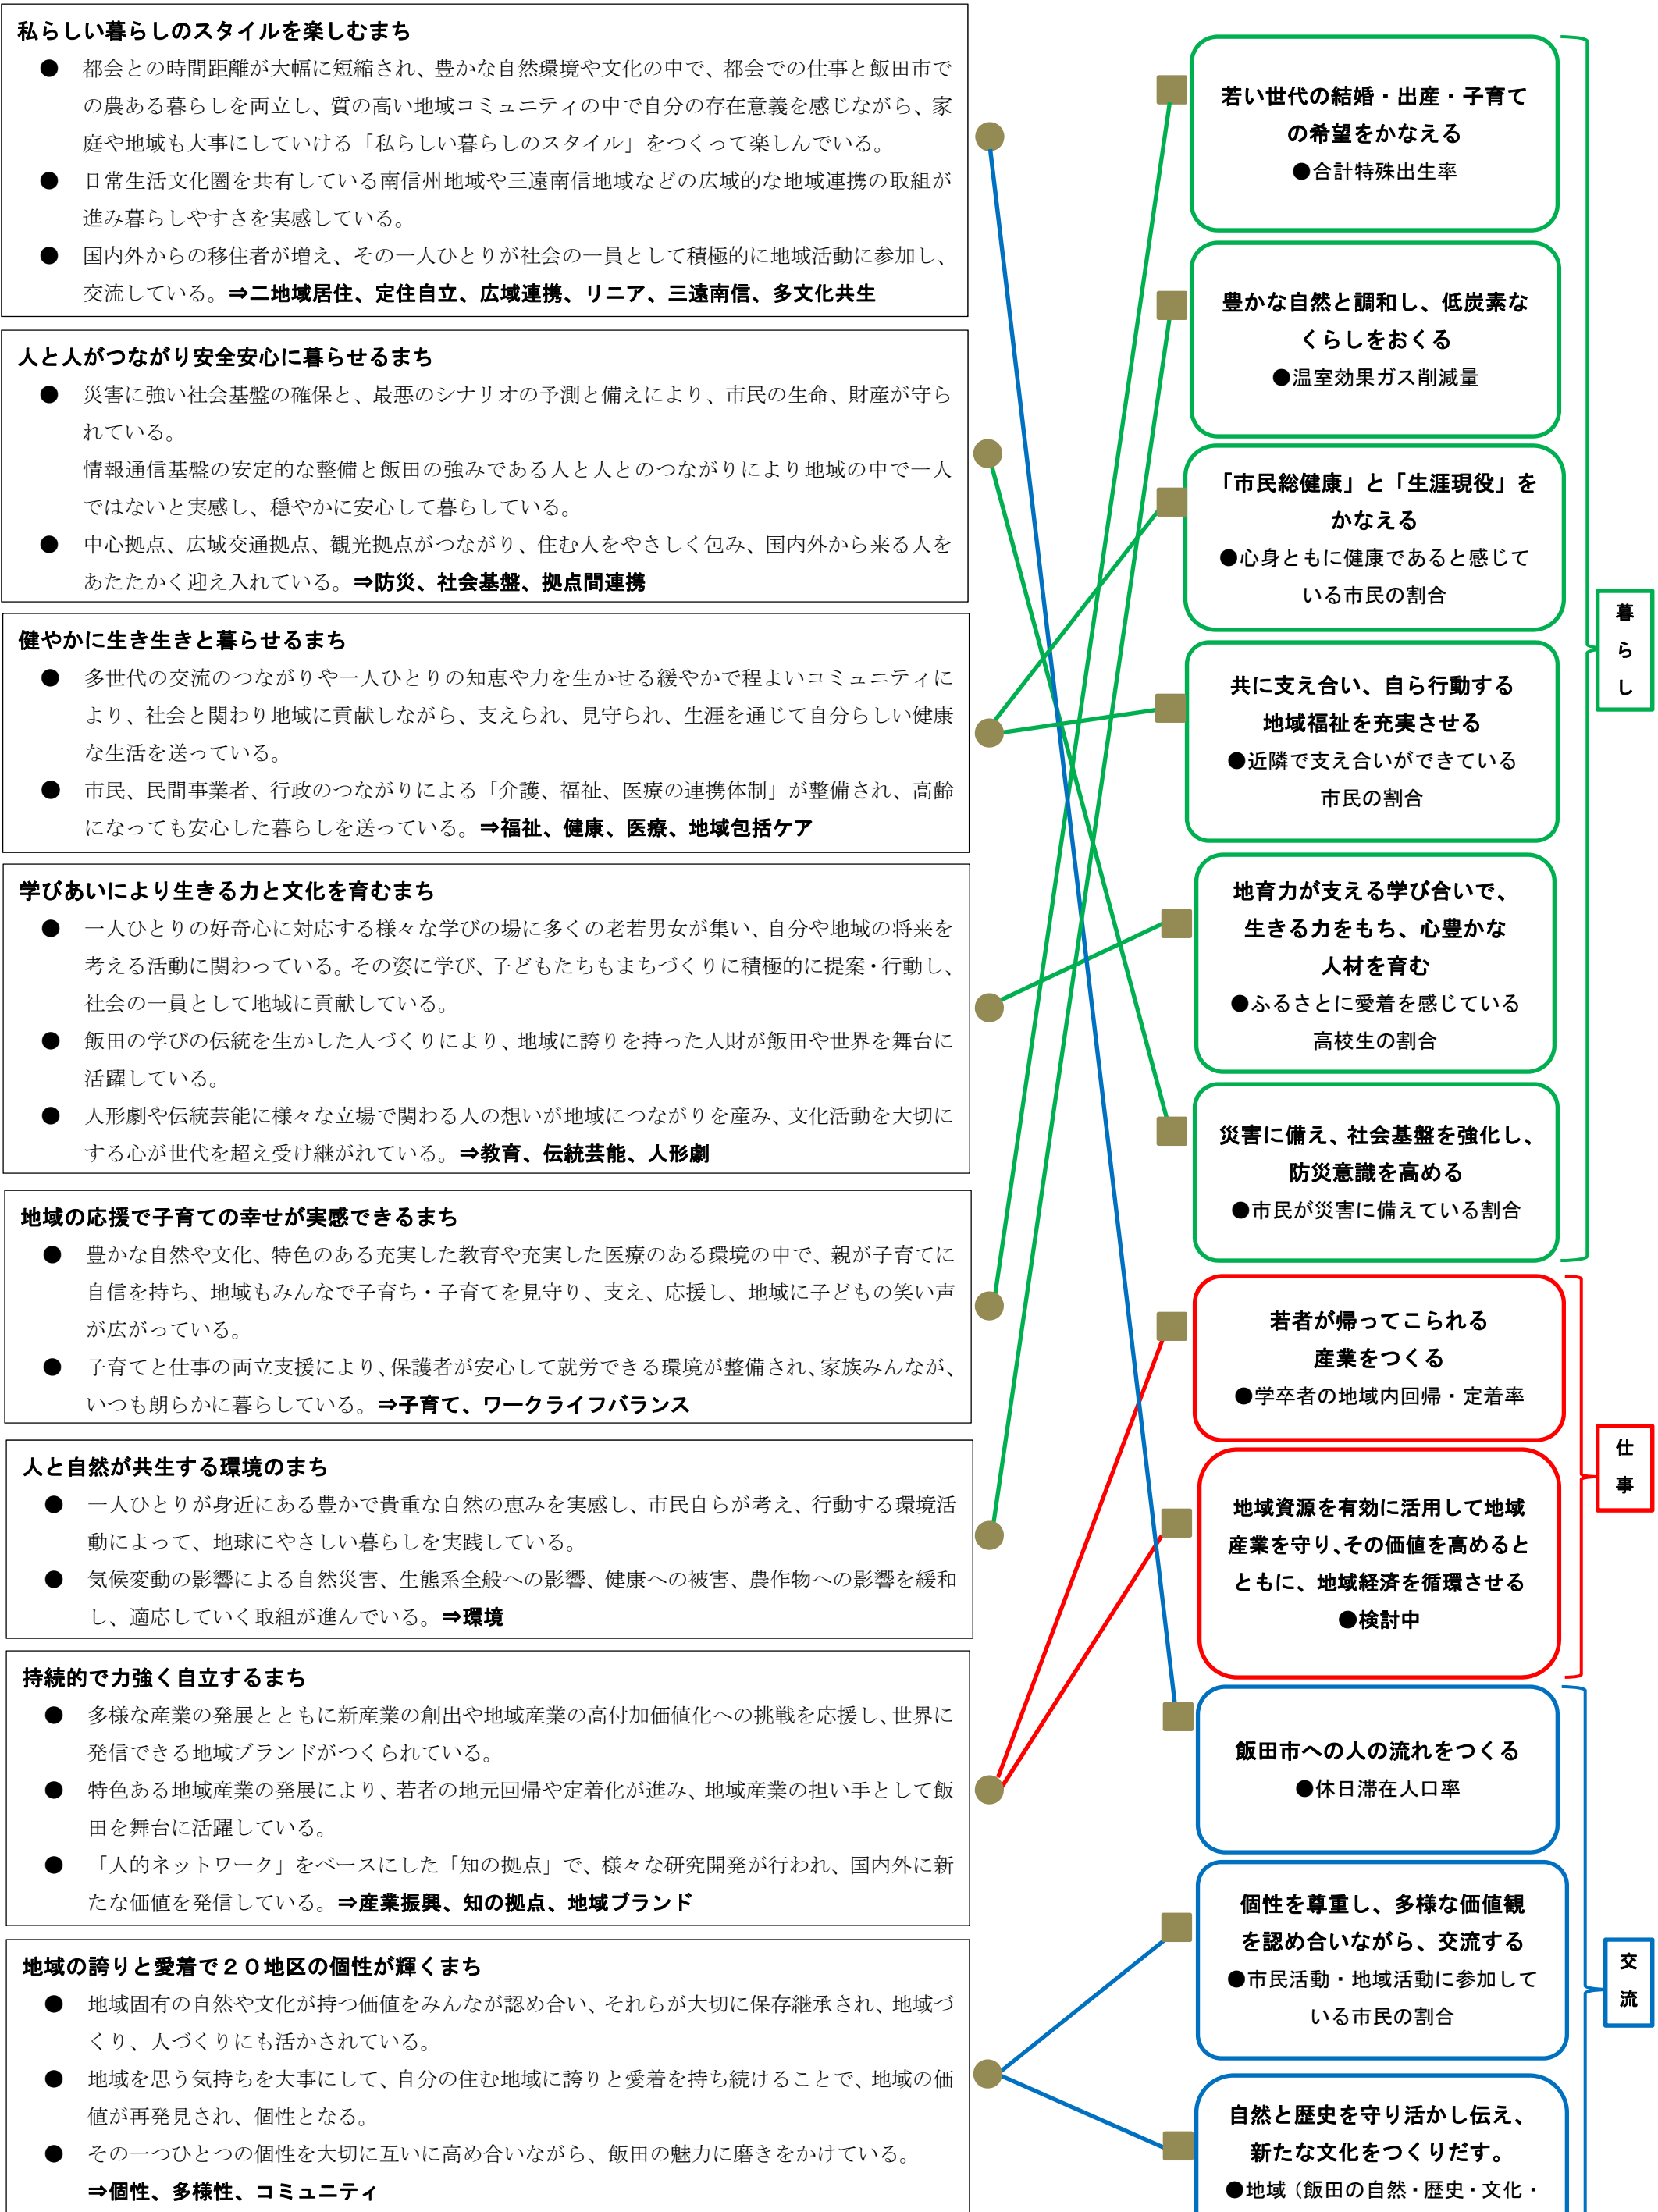 私らしい暮らしのスタイルを楽しむまち
● 都会との時間距離が大幅に短縮され、豊かな自然環境や文化の中で、都会での仕事と飯田市で
の農ある暮らしを両立し、質の高い地域コミュニティの中で自分の存在意義を感じながら、家
庭や地域も大事にしていける「私らしい暮らしのスタイル」をつくって楽しんでいる。
● 日常生活文化圏を共有している南信州地域や三遠南信地域などの広域的な地域連携の取組が
進み暮らしやすさを実感している。
● 国内外からの移住者が増え、その一人ひとりが社会の一員として積極的に地域活動に参加し、
交流している。⇒二地域居住、定住自立、広域連携、リニア、三遠南信、多文化共生
人と人がつながり安全安心に暮らせるまち
● 災害に強い社会基盤の確保と、最悪のシナリオの予測と備えにより、市民の生命、財産が守ら
れている。
情報通信基盤の安定的な整備と飯田の強みである人と人とのつながりにより地域の中で一人
ではないと実感し、穏やかに安心して暮らしている。
● 中心拠点、広域交通拠点、観光拠点がつながり、住む人をやさしく包み、国内外から来る人を
あたたかく迎え入れている。⇒防災、社会基盤、拠点間連携
健やかに生き生きと暮らせるまち
● 多世代の交流のつながりや一人ひとりの知恵や力を生かせる緩やかで程よいコミュニティに
より、社会と関わり地域に貢献しながら、支えられ、見守られ、生涯を通じて自分らしい健康
な生活を送っている。
● 市民、民間事業者、行政のつながりによる「介護、福祉、医療の連携体制」が整備され、高齢
になっても安心した暮らしを送っている。⇒福祉、健康、医療、地域包括ケア
学びあいにより生きる力と文化を育むまち
● 一人ひとりの好奇心に対応する様々な学びの場に多くの老若男女が集い、自分や地域の将来を
考える活動に関わっている。その姿に学び、子どもたちもまちづくりに積極的に提案・行動し、
社会の一員として地域に貢献している。
● 飯田の学びの伝統を生かした人づくりにより、地域に誇りを持った人財が飯田や世界を舞台に
活躍している。
● 人形劇や伝統芸能に様々な立場で関わる人の想いが地域につながりを産み、文化活動を大切に
する心が世代を超え受け継がれている。⇒教育、伝統芸能、人形劇
地域の応援で子育ての幸せが実感できるまち
● 豊かな自然や文化、特色のある充実した教育や充実した医療のある環境の中で、親が子育てに
自信を持ち、地域もみんなで子育ち・子育てを見守り、支え、応援し、地域に子どもの笑い声
が広がっている。
● 子育てと仕事の両立支援により、保護者が安心して就労できる環境が整備され、家族みんなが、
いつも朗らかに暮らしている。⇒子育て、ワークライフバランス
人と自然が共生する環境のまち
● 一人ひとりが身近にある豊かで貴重な自然の恵みを実感し、市民自らが考え、行動する環境活
動によって、地球にやさしい暮らしを実践している。
● 気候変動の影響による自然災害、生態系全般への影響、健康への被害、農作物への影響を緩和
し、適応していく取組が進んでいる。⇒環境
持続的で力強く自立するまち
● 多様な産業の発展とともに新産業の創出や地域産業の高付加価値化への挑戦を応援し、世界に
発信できる地域ブランドがつくられている。
● 特色ある地域産業の発展により、若者の地元回帰や定着化が進み、地域産業の担い手として飯
田を舞台に活躍している。
● 「人的ネットワーク」をベースにした「知の拠点」で、様々な研究開発が行われ、国内外に新
たな価値を発信している。⇒産業振興、知の拠点、地域ブランド
地域の誇りと愛着で２０地区の個性が輝くまち
● 地域固有の自然や文化が持つ価値をみんなが認め合い、それらが大切に保存継承され、地域づ
くり、人づくりにも活かされている。
● 地域を思う気持ちを大事にして、自分の住む地域に誇りと愛着を持ち続けることで、地域の価
値が再発見され、個性となる。
● その一つひとつの個性を大切に互いに高め合いながら、飯田の魅力に磨きをかけている。
⇒個性、多様性、コミュニティ
若い世代の結婚・出産・子育て
の希望をかなえる
●合計特殊出生率
豊かな自然と調和し、低炭素な
くらしをおくる
●温室効果ガス削減量
「市民総健康」と「生涯現役」を
かなえる
●心身ともに健康であると感じて
いる市民の割合
共に支え合い、自ら行動する
地域福祉を充実させる
●近隣で支え合いができている
市民の割合
地育力が支える学び合いで、
生きる力をもち、心豊かな
人材を育む
●ふるさとに愛着を感じている
高校生の割合
災害に備え、社会基盤を強化し、
防災意識を高める
●市民が災害に備えている割合
暮らし
若者が帰ってこられる
産業をつくる
●学卒者の地域内回帰・定着率
地域資源を有効に活用して地域
産業を守り、その価値を高めると
ともに、地域経済を循環させる
●検討中
仕事
飯田市への人の流れをつくる
●休日滞在人口率
個性を尊重し、多様な価値観
を認め合いながら、交流する
●市民活動・地域活動に参加して
いる市民の割合
自然と歴史を守り活かし伝え、
新たな文化をつくりだす。
●地域（飯田の自然・歴史・文化・
交流